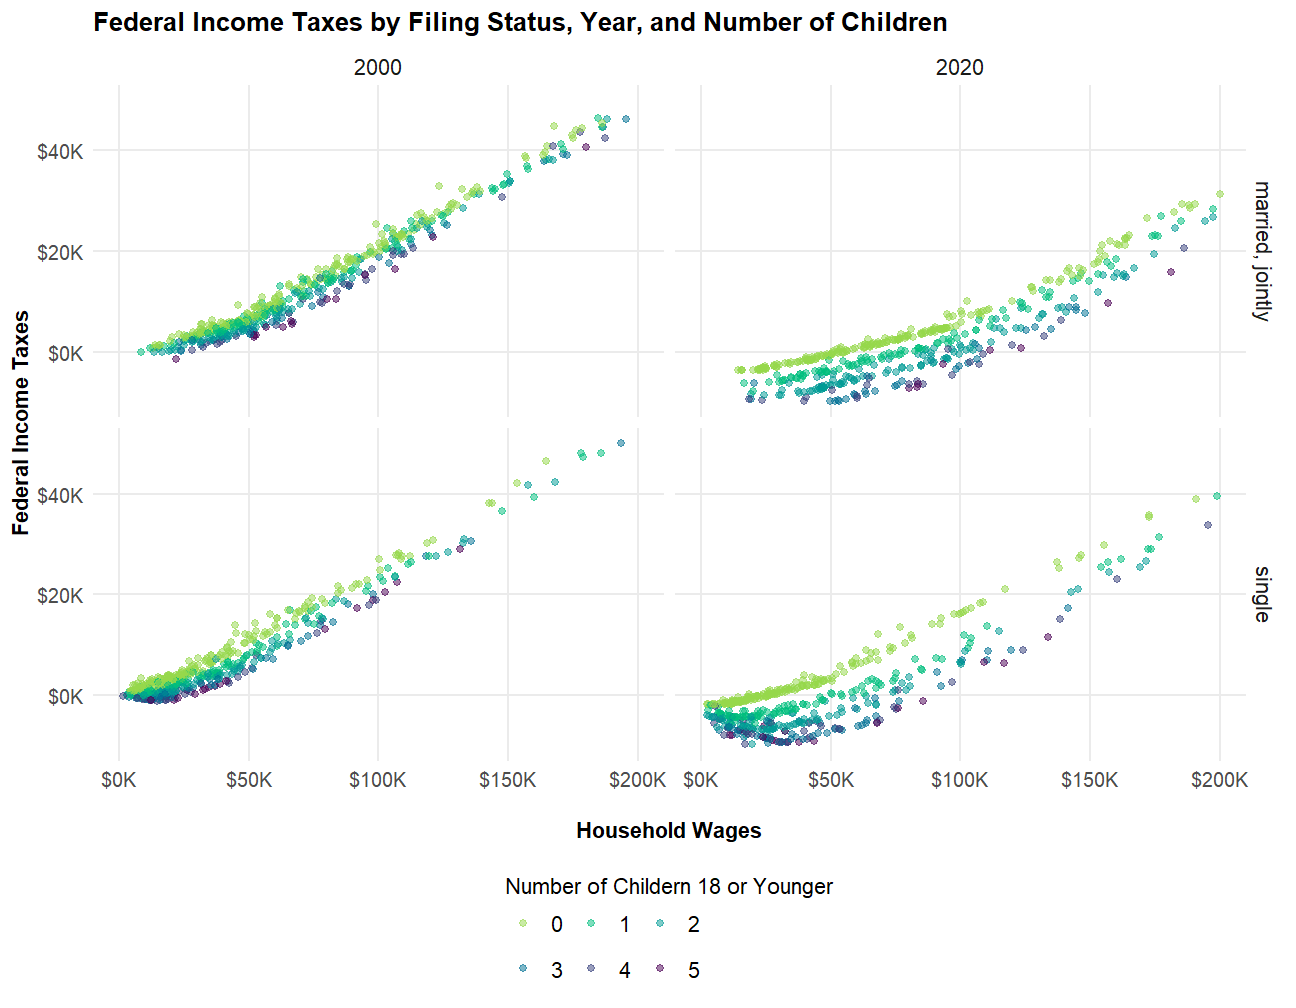 Federal Income Taxes by Filing Status, Year, and Number of Children
2000
2020
$40K
$20K
$0K
married, jointly
Federal Income Taxes
$40K
$20K
$0K
single
$0K
$50K
$100K
$150K
$200K
$0K
$50K
$100K
$150K
$200K
Household Wages
Number of Childern 18 or Younger
0 1 2
3 4 5